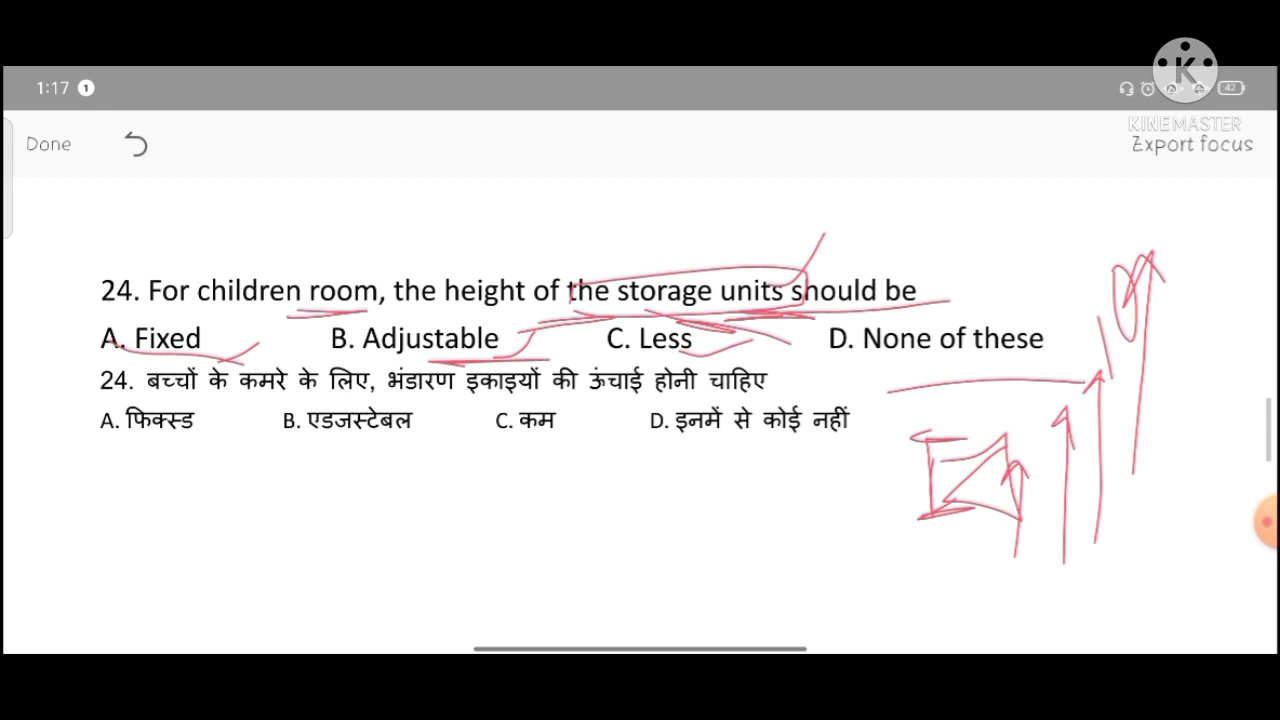 1:17 1
42
KINEMASTER
Done
Export focus
24. For children room, the height of the storage units should be
A. Fixed B. Adjustable C. Less D. None of these
24. बच्चों के कमरे के लिए, भंडारण इकाइयों की ऊंचाई होनी चाहिए
A. फिक्स्ड B. एडजस्टेबल C. कम D. इनमें से कोई नहीं